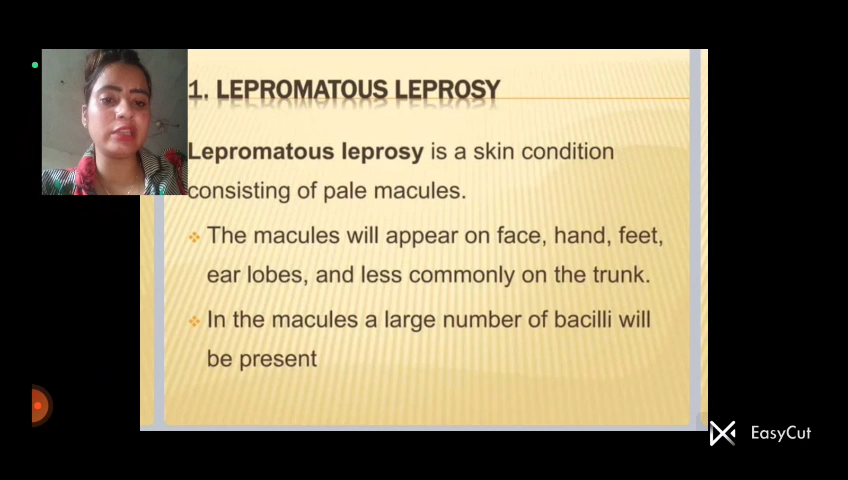 1. LEPROMATOUS LEPROSY
Lepromatous leprosy is a skin condition
consisting of pale macules.
The macules will appear on face, hand, feet,
ear lobes, and less commonly on the trunk.
In the macules a large number of bacilli will
be present
EasyCut